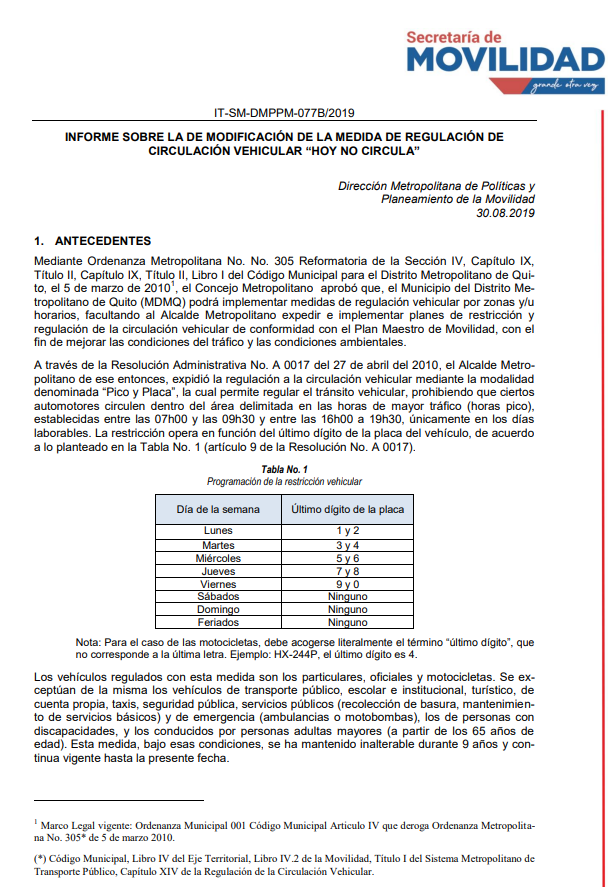 Secretaría de
MOVILIDAD
grande otra vez
IT-SM-DMPPM-077B/2019
INFORME SOBRE LA DE MODIFICACIÓN DE LA MEDIDA DE REGULACIÓN DE
CIRCULACIÓN VEHICULAR “HOY NO CIRCULA”
Dirección Metropolitana de Políticas y
Planeamiento de la Movilidad
30.08.2019
1. ANTECEDENTES
Mediante Ordenanza Metropolitana No. No. 305 Reformatoria de la Sección IV, Capítulo IX,
Título II, Capítulo IX, Título II, Libro I del Código Municipal para el Distrito Metropolitano de Qui-
to, el 5 de marzo de 2010¹, el Concejo Metropolitano aprobó que, el Municipio del Distrito Me-
tropolitano de Quito (MDMQ) podrá implementar medidas de regulación vehicular por zonas y/u
horarios, facultando al Alcalde Metropolitano expedir e implementar planes de restricción y
regulación de la circulación vehicular de conformidad con el Plan Maestro de Movilidad, con el
fin de mejorar las condiciones del tráfico y las condiciones ambientales.
A través de la Resolución Administrativa No. A 0017 del 27 de abril del 2010, el Alcalde Metro-
politano de ese entonces, expidió la regulación a la circulación vehicular mediante la modalidad
denominada “Pico y Placa”, la cual permite regular el tránsito vehicular, prohibiendo que ciertos
automotores circulen dentro del área delimitada en las horas de mayor tráfico (horas pico),
establecidas entre las 07h00 y las 09h30 y entre las 16h00 a 19h30, únicamente en los días
laborables. La restricción opera en función del último dígito de la placa del vehículo, de acuerdo
a lo planteado en la Tabla No. 1 (artículo 9 de la Resolución No. A 0017).
Tabla No. 1
Programación de la restricción vehicular
Día de la semana Último dígito de la placa
Lunes 1 y 2
Martes 3 y 4
Miércoles 5 y 6
Jueves 7 y 8
Viernes 9 y 0
Sábados Ninguno
Domingo Ninguno
Feriados Ninguno
Nota: Para el caso de las motocicletas, debe acogerse literalmente el término “último dígito”, que
no corresponde a la última letra. Ejemplo: HX-244P, el último dígito es 4.
Los vehículos regulados con esta medida son los particulares, oficiales y motocicletas. Se ex-
ceptúan de la misma los vehículos de transporte público, escolar e institucional, turístico, de
cuenta propia, taxis, seguridad pública, servicios públicos (recolección de basura, mantenimien-
to de servicios básicos) y de emergencia (ambulancias o motobombas), los de personas con
discapacidades, y los conducidos por personas adultas mayores (a partir de los 65 años de
edad). Esta medida, bajo esas condiciones, se ha mantenido inalterable durante 9 años y con-
tinua vigente hasta la presente fecha.
¹ Marco Legal vigente: Ordenanza Municipal 001 Código Municipal Articulo IV que deroga Ordenanza Metropolita-
na No. 305* de 5 de marzo 2010.
(*) Código Municipal, Libro IV del Eje Territorial, Libro IV.2 de la Movilidad, Título I del Sistema Metropolitano de
Transporte Público, Capítulo XIV de la Regulación de la Circulación Vehicular.